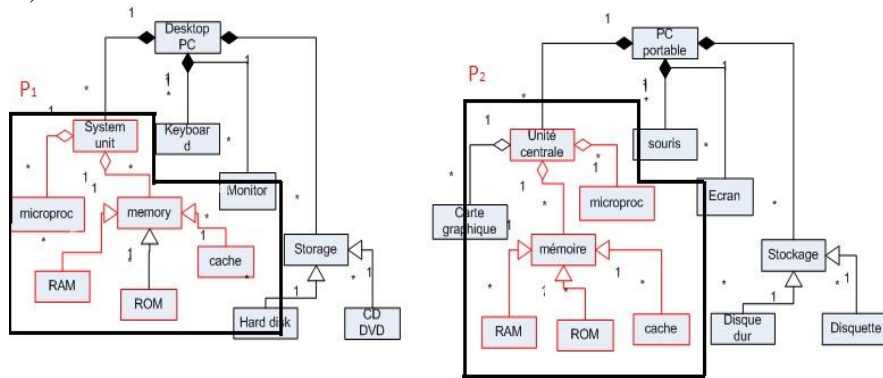 Desktop
PC
P1
System
unit
Keyboar
d
Monitor
microproc
memory
cache
RAM
ROM
Storage
Hard disk
CD
DVD
PC
portable
P2
Unité
centrale
souris
Ecran
Carte
graphique
microproc
mémoire
RAM
ROM
cache
Stockage
Disque
dur
Disquette